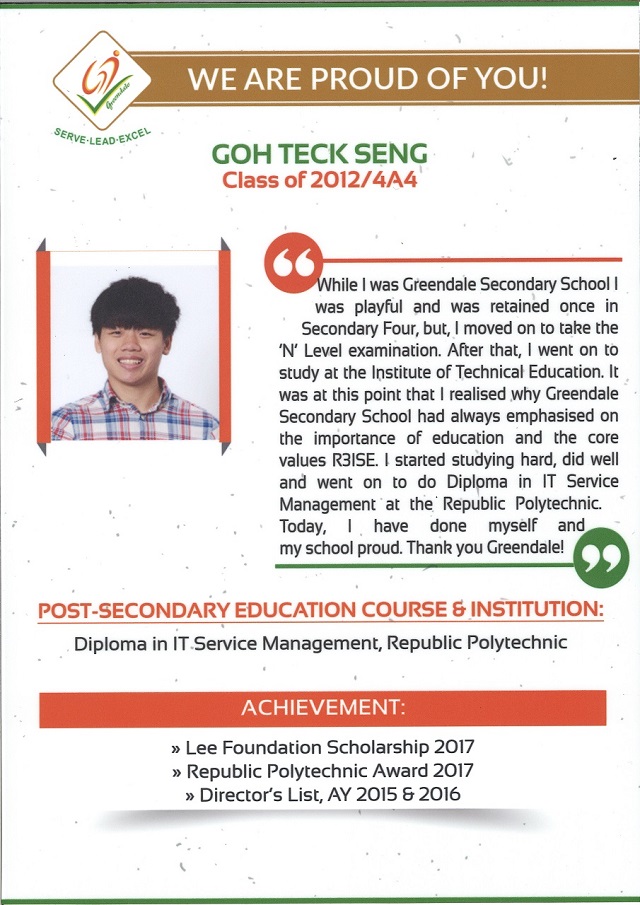 WE ARE PROUD OF YOU!
Greendale
SERVE·LEAD·EXCEL
GOH TECK SENG
Class of 2012/4A4
While I was Greendale Secondary School I
was playful and was retained once in
Secondary Four, but, I moved on to take the
'N' Level examination. After that, I went on to
study at the Institute of Technical Education. It
was at this point that I realised why Greendale
Secondary School had always emphasised on
the importance of education and the core
values R3ISE. I started studying hard, did well
and went on to do Diploma in IT Service
Management at the Republic Polytechnic.
Today, I have done myself and
my school proud. Thank you Greendale!
POST-SECONDARY EDUCATION COURSE & INSTITUTION:
Diploma in IT Service Management, Republic Polytechnic
ACHIEVEMENT:
» Lee Foundation Scholarship 2017
» Republic Polytechnic Award 2017
» Director's List, AY 2015 & 2016